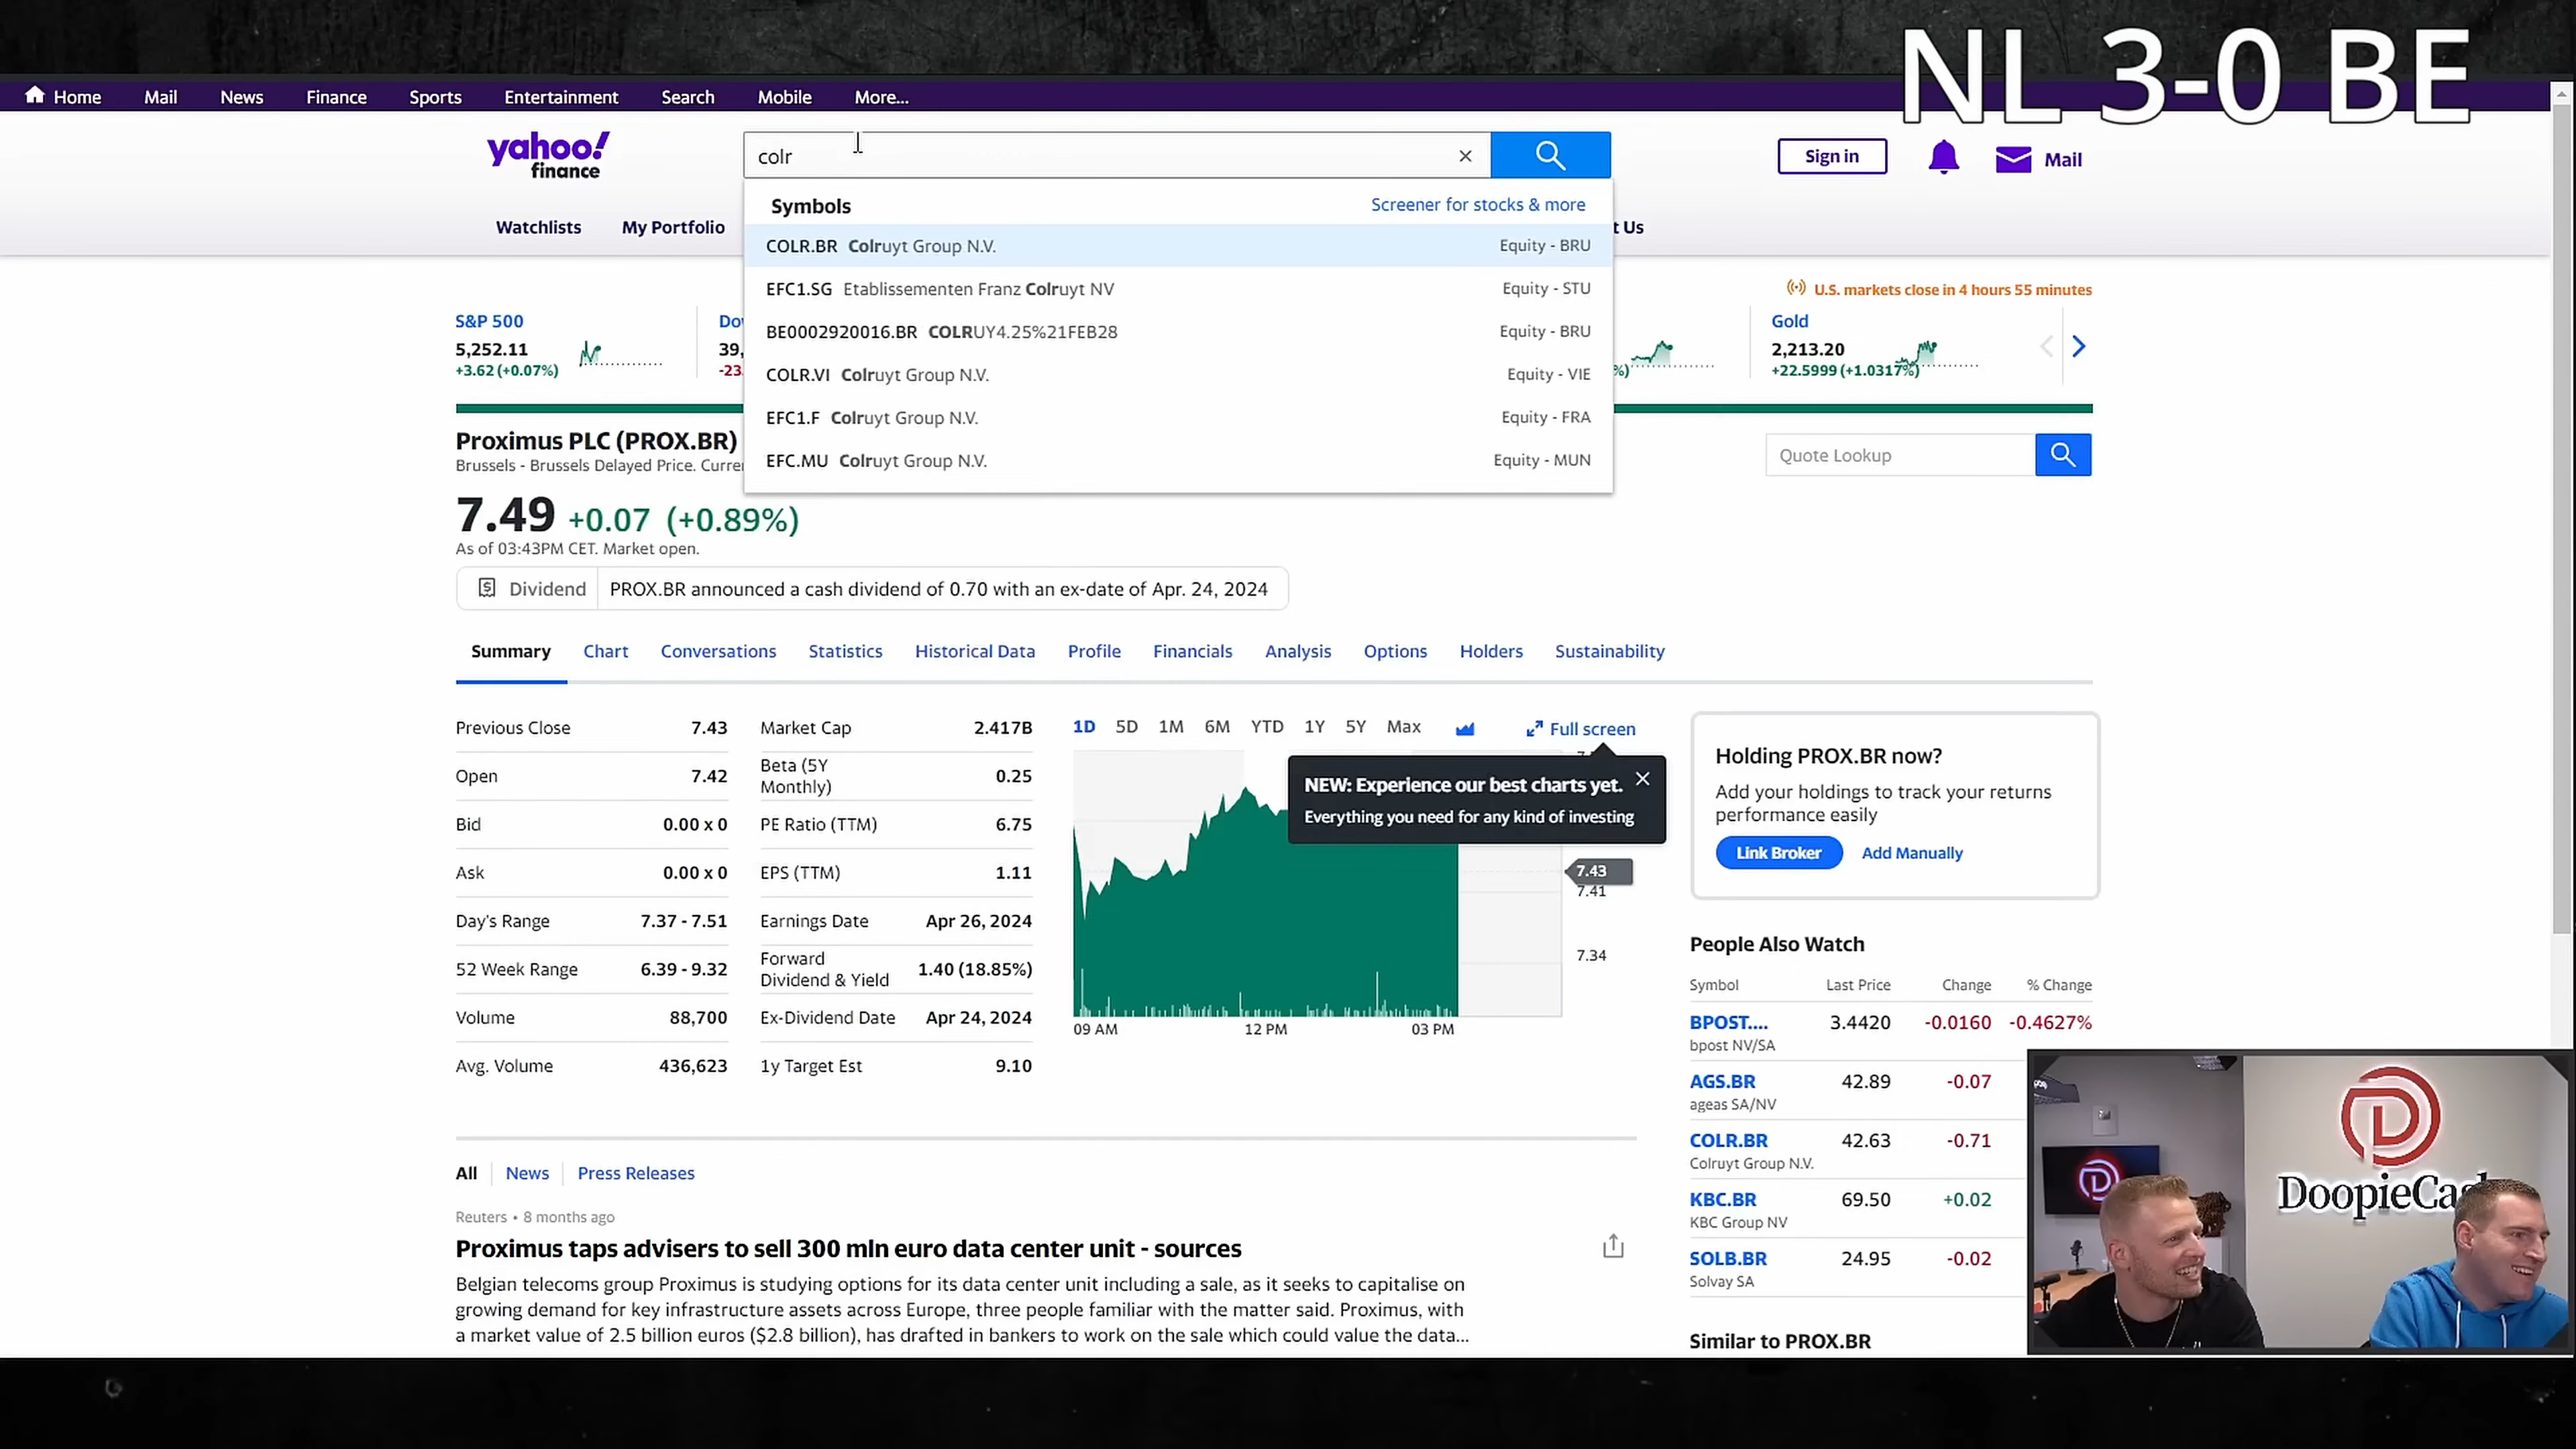 NL 3-0 BE
Home Mail News Finance Sports Entertainment Search Mobile More...
yahoo!
finance
colr
Sign in
Mail
Watchlists My Portfolio
t Us
Symbols Screener for stocks & more
COLR.BR Colruyt Group N.V. Equity - BRU
EFC1.SG Etablissementen Franz Colruyt NV Equity - STU
BE0002920016.BR COLRUY4.25%21FEB28 Equity - BRU
COLR.VI Colruyt Group N.V. Equity - VIE
EFC1.F Colruyt Group N.V. Equity - FRA
EFC.MU Colruyt Group N.V. Equity - MUN
U.S. markets close in 4 hours 55 minutes
S&P 500
5,252.11
+3.62 (+0.07%)
Dov
39,
-23.
%)
Gold
2,213.20
+22.5999 (+1.0317%)
Proximus PLC (PROX.BR)
Brussels - Brussels Delayed Price. Curre
Quote Lookup
7.49 +0.07 (+0.89%)
As of 03:43PM CET. Market open.
Dividend PROX.BR announced a cash dividend of 0.70 with an ex-date of Apr. 24, 2024
Summary Chart Conversations Statistics Historical Data Profile Financials Analysis Options Holders Sustainability
Previous Close 7.43
Open 7.42
Bid 0.00 x 0
Ask 0.00 x 0
Day's Range 7.37 - 7.51
52 Week Range 6.39 - 9.32
Volume 88,700
Avg. Volume 436,623
Market Cap 2.417B
Beta (5Y
Monthly) 0.25
PE Ratio (TTM) 6.75
EPS (TTM) 1.11
Earnings Date Apr 26, 2024
Forward
Dividend & Yield 1.40 (18.85%)
Ex-Dividend Date Apr 24, 2024
1y Target Est 9.10
1D 5D 1M 6M YTD 1Y 5Y Max Full screen
NEW: Experience our best charts yet.
Everything you need for any kind of investing
7.43
7.41
7.34
09 AM 12 PM 03 PM
Holding PROX.BR now?
Add your holdings to track your returns
performance easily
Link Broker Add Manually
People Also Watch
Symbol Last Price Change % Change
BPOST.... 3.4420 -0.0160 -0.4627%
bpost NV/SA
AGS.BR 42.89 -0.07
ageas SA/NV
COLR.BR 42.63 -0.71
Colruyt Group N.V.
KBC.BR 69.50 +0.02
KBC Group NV
SOLB.BR 24.95 -0.02
Solvay SA
Similar to PROX.BR
All News Press Releases
Reuters • 8 months ago
Proximus taps advisers to sell 300 mln euro data center unit - sources
Belgian telecoms group Proximus is studying options for its data center unit including a sale, as it seeks to capitalise on
growing demand for key infrastructure assets across Europe, three people familiar with the matter said. Proximus, with
a market value of 2.5 billion euros ($2.8 billion), has drafted in bankers to work on the sale which could value the data...
DoopieCash